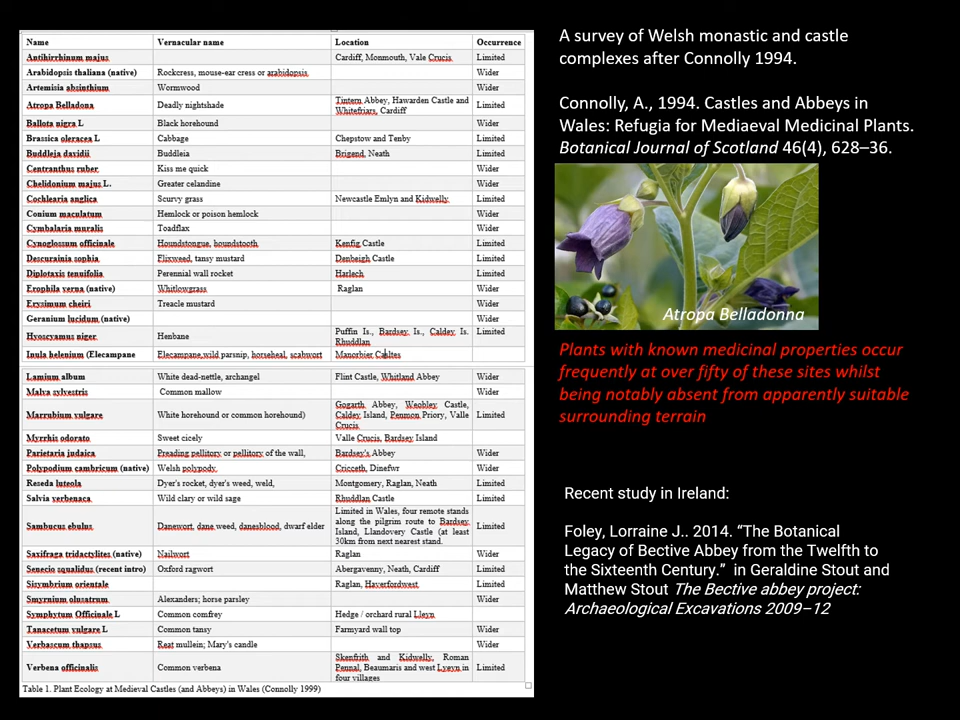 Name Vernacular name Location Occurrence
Antihirrhinum majus Cardiff, Monmouth, Vale Crucis Limited
Arabidopsis thaliana (native) Rockcress, mouse-ear cress or arabidopsis Wider
Artemisia absinthium Wormwood Wider
Atropa Belladona Deadly nightshade Tintern Abbey, Hawarden Castle and Limited
Whitefriars, Cardiff
Ballota nigra L Black horehound Wider
Brassica oleracea L Cabbage Chepstow and Tenby Limited
Buddleja davidii Buddleia Brigend, Neath Limited
Centranthus ruber Kiss me quick Wider
Chelidonium majus L. Greater celandine Wider
Cochlearia anglica Scurvy grass Newcastle Emlyn and Kidwelly Limited
Conium maculatum Hemlock or poison hemlock Wider
Cymbalaria muralis Toadflax Wider
Cynoglossum officinale Houndstongue, houndstooth Kenfig Castle Limited
Descurainia sophia Flixweed, tansy mustard Denbeigh Castle Limited
Diplotaxis tenuifolia Perennial wall rocket Harlech Limited
Erophila verna (native) Whitlowgrass Raglan Wider
Erysimum cheiri Treacle mustard Wider
Geranium lucidum (native) Wider
Hyoscyamus niger Henbane Puffin Is., Bardsey Is., Caldey Is. Limited
Rhuddlan
Inula helenium (Elecampane Elecampane,wild parsnip, horseheal, scabwort Manorbier Casltes
Lamium album White dead-nettle, archangel Flint Castle, Whitland Abbey Wider
Malva sylvestris Common mallow Wider
Marrubium vulgare White horehound or common horehound) Gogarth Abbey, Weobley Castle, Caldey Island, Penmon Priory, Valle Crucis Limited
Myrrhis odorato Sweet cicely Valle Crucis, Bardsey Island
Parietaria judaica Preading pellitory or pellitory of the wall, Bardsey's Abbey Wider
Polypodium cambricum (native) Welsh polypody, Cricceth, Dinefwr Wider
Reseda luteola Dyer's rocket, dyer's weed, weld, Montgomery, Raglan, Neath Limited
Salvia verbenaca Wild clary or wild sage Rhuddlan Castle Limited
Sambucus ebulus Danewort, dane weed, danesblood, dwarf elder Limited in Wales, four remote stands along the pilgrim route to Bardsey Island, Llandovery Castle (at least 30km from next nearest stand. Limited
Saxifraga tridactylites (native) Nailwort Raglan Wider
Senecio squalidus (recent intro) Oxford ragwort Abergavenny, Neath, Cardiff Limited
Sisymbrium orientale Raglan, Haverfordwest Limited
Smyrnium olusatrum Alexanders; horse parsley Wider
Symphytum Officinale L Common comfrey Hedge / orchard rural Lleyn
Tanacetum vulgare L Common tansy Farmyard wall top Wider
Verbascum thapsus Reat mullein; Mary's candle Wider
Verbena officinalis Common verbena Skenfrith and Kidwelly, Roman Pennal, Beaumaris and west Lyeyn in four villages Limited
Table 1. Plant Ecology at Medieval Castles (and Abbeys) in Wales (Connolly 1999)
A survey of Welsh monastic and castle
complexes after Connolly 1994.
Connolly, A., 1994. Castles and Abbeys in
Wales: Refugia for Mediaeval Medicinal Plants.
Botanical Journal of Scotland 46(4), 628–36.
Atropa Belladonna
Plants with known medicinal properties occur
frequently at over fifty of these sites whilst
being notably absent from apparently suitable
surrounding terrain
Recent study in Ireland:
Foley, Lorraine J.. 2014. “The Botanical
Legacy of Bective Abbey from the Twelfth to
the Sixteenth Century.” in Geraldine Stout and
Matthew Stout The Bective abbey project:
Archaeological Excavations 2009–12